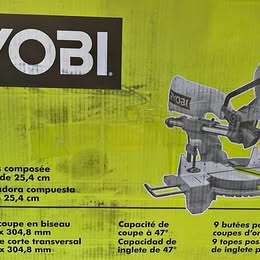 YOBI
RYOBI
composée
de 25,4 cm
adora compuesta
25,4 cm
coupe en biseau
x 304,8 mm
e corte transversal
x 304,8 mm
Capacité de
coupe à 47°
Capacidad de
inglete de 47°
9 butées po
coupes d'o
9 topes pos
de inglete p